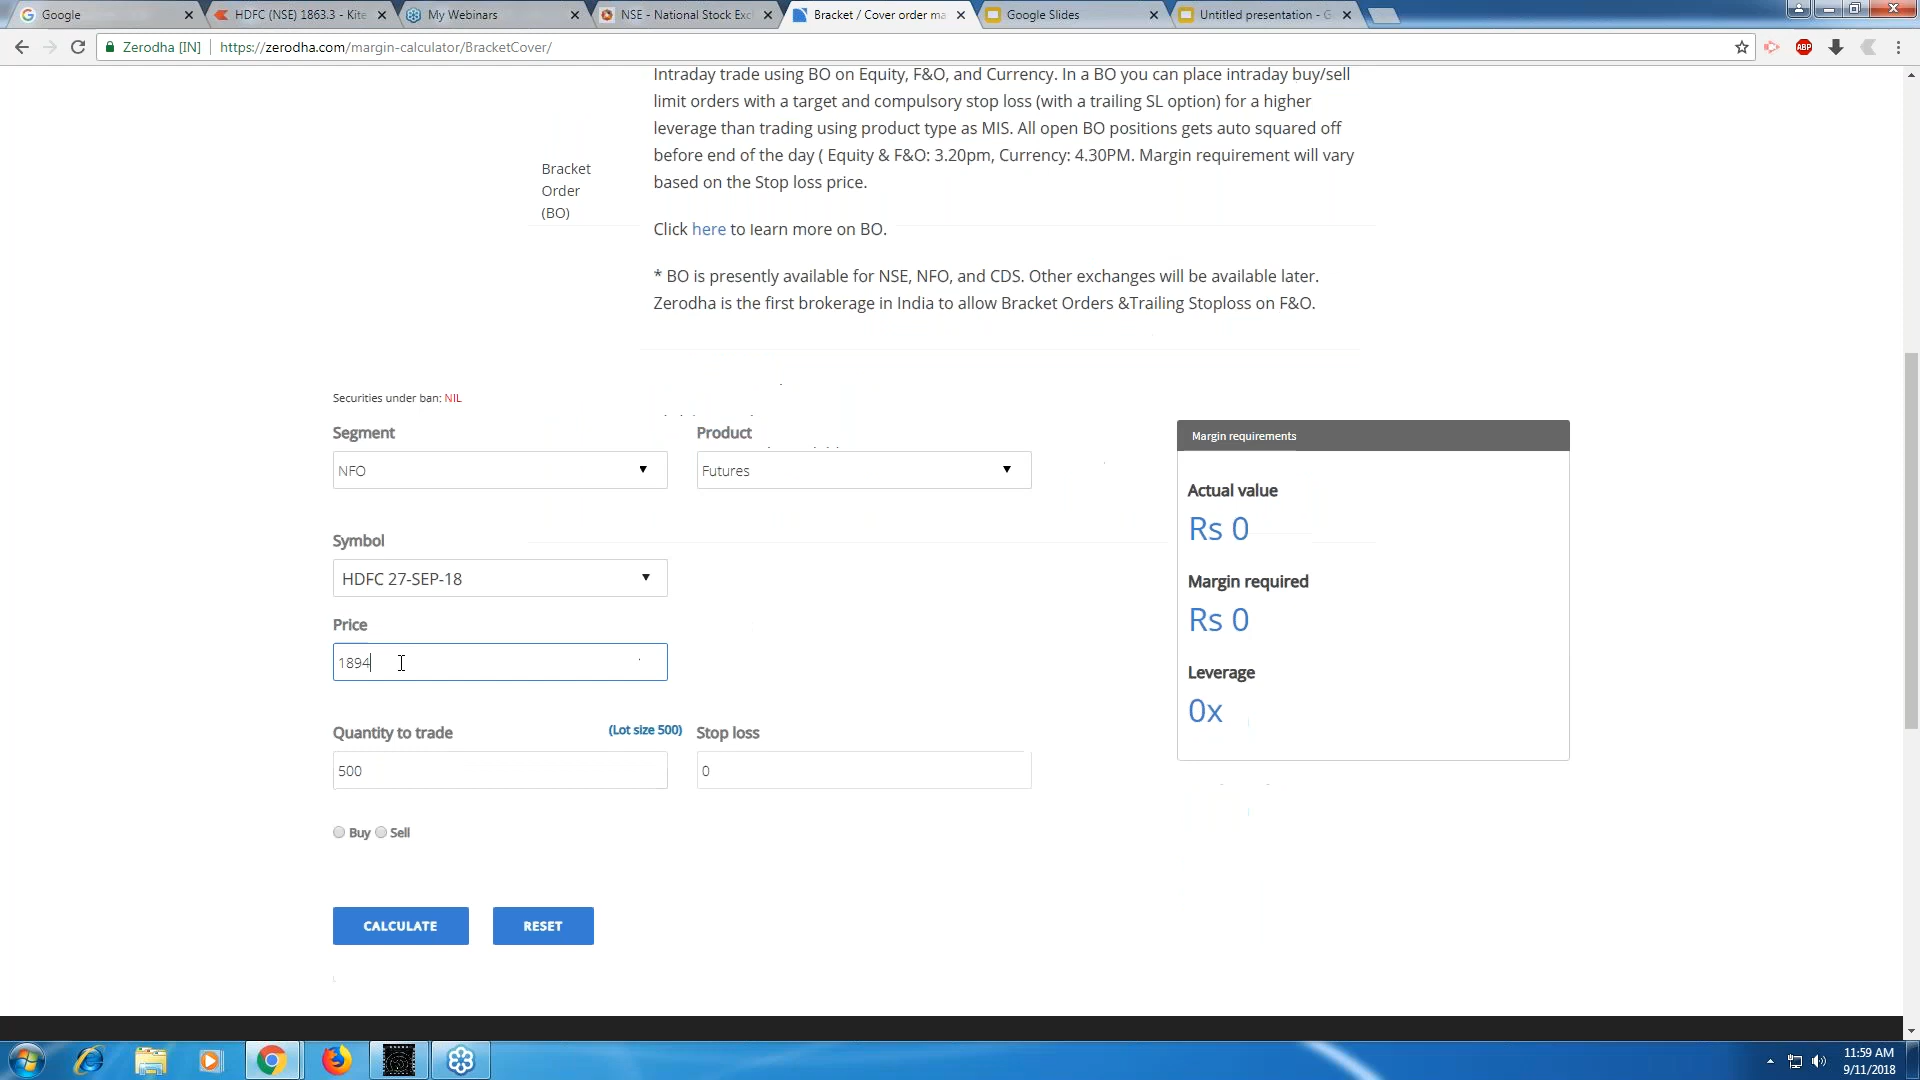 Google
HDFC (NSE) 1863.3 - Kite
My Webinars
NSE - National Stock Exc
Bracket / Cover order ma
Google Slides
Untitled presentation - G
Zerodha [IN]
https://zerodha.com/margin-calculator/BracketCover/
ABP
Intraday trade using BO on Equity, F&O, and Currency. In a BO you can place intraday buy/sell
limit orders with a target and compulsory stop loss (with a trailing SL option) for a higher
leverage than trading using product type as MIS. All open BO positions gets auto squared off
before end of the day ( Equity & F&O: 3.20pm, Currency: 4.30PM. Margin requirement will vary
based on the Stop loss price.
Bracket
Order
(BO)
Click here to learn more on BO.
* BO is presently available for NSE, NFO, and CDS. Other exchanges will be available later.
Zerodha is the first brokerage in India to allow Bracket Orders &Trailing Stoploss on F&O.
Securities under ban: NIL
Segment
Product
NFO
Futures
Symbol
HDFC 27-SEP-18
Price
1894
Quantity to trade
(Lot size 500)
Stop loss
500
0
Buy
Sell
CALCULATE
RESET
Margin requirements
Actual value
Rs 0
Margin required
Rs 0
Leverage
0x
11:59 AM
9/11/2018